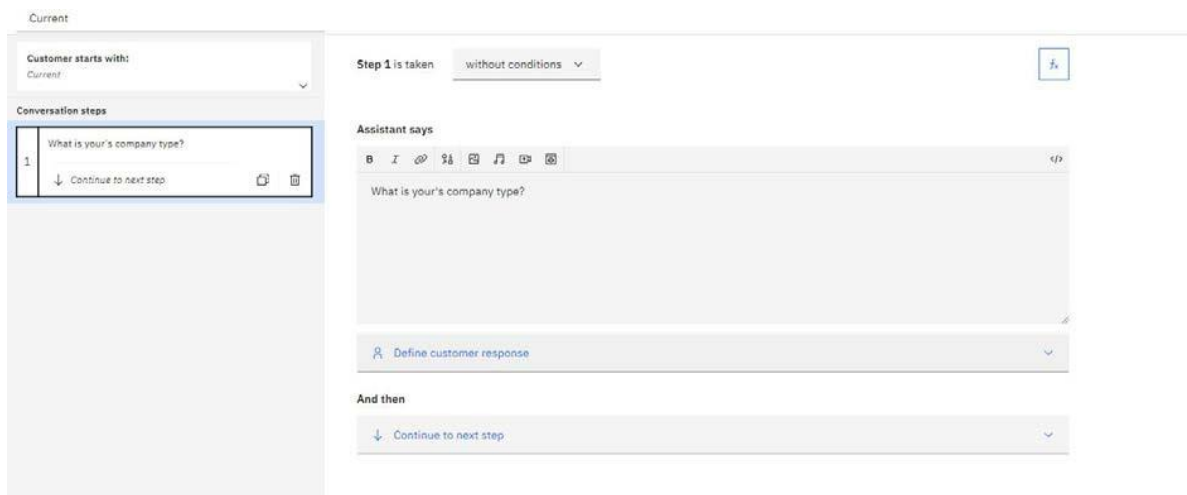 Current
Customer starts with:
Current
Conversation steps
1
What is your's company type?
Continue to next step
Step 1 is taken without conditions
fx
Assistant says
B I
</>
What is your's company type?
Define customer response
And then
Continue to next step